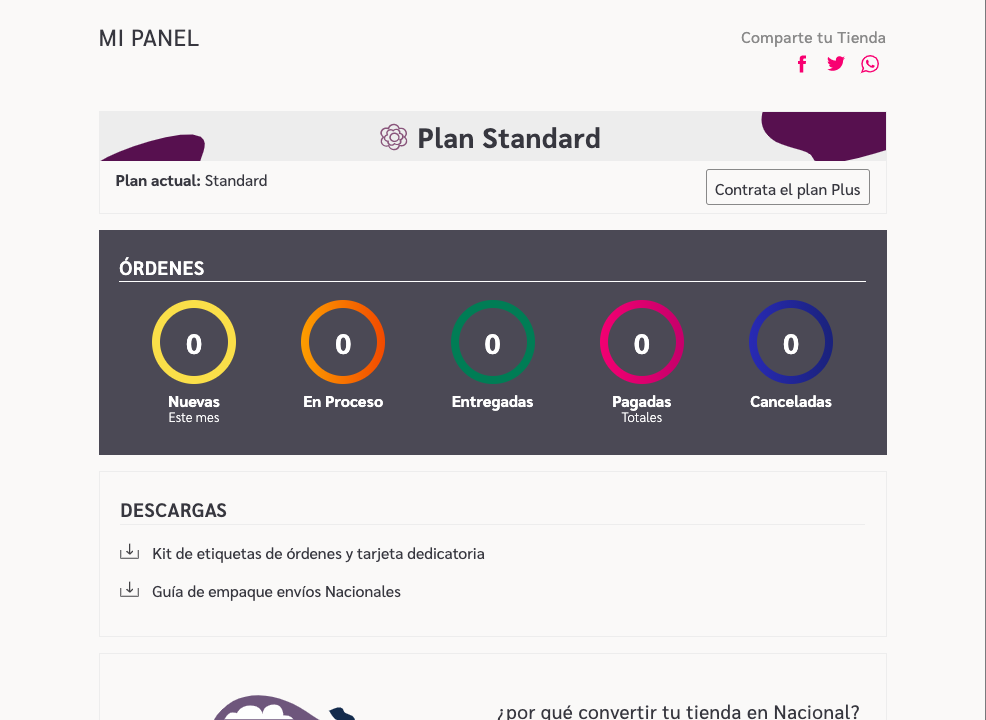 MI PANEL
Comparte tu Tienda
Plan Standard
Plan actual: Standard
Contrata el plan Plus
ÓRDENES
0 0 0 0 0
Nuevas En Proceso Entregadas Pagadas Canceladas
Este mes Totales
DESCARGAS
Kit de etiquetas de órdenes y tarjeta dedicatoria
Guía de empaque envíos Nacionales
¿por qué convertir tu tienda en Nacional?